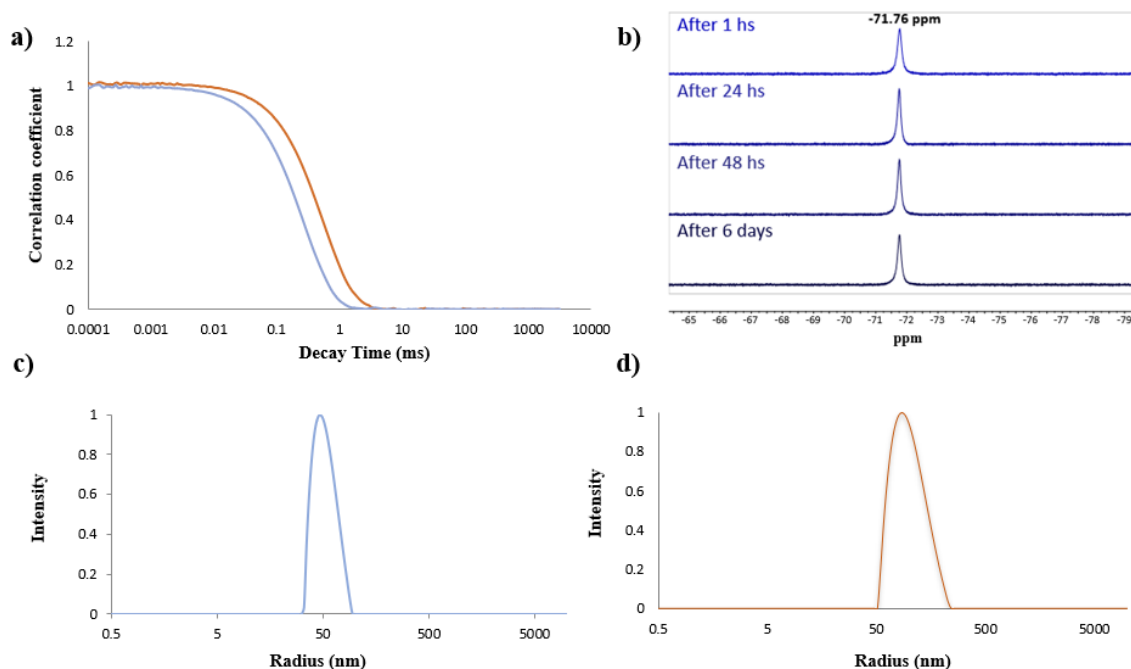 a)
1.2
1
0.8
0.6
0.4
0.2
0
Correlation coefficient
0.0001 0.001 0.01 0.1 1 10 100 1000 10000
Decay Time (ms)
b)
-71.76 ppm
After 1 hs
After 24 hs
After 48 hs
After 6 days
-65 -66 -67 -68 -69 -70 -71 -72 -73 -74 -75 -76 -77 -78 -79
ppm
c)
1
0.8
0.6
0.4
0.2
0
Intensity
0.5 5 50 500 5000
Radius (nm)
d)
1
0.8
0.6
0.4
0.2
0
Intensity
0.5 5 50 500 5000
Radius (nm)